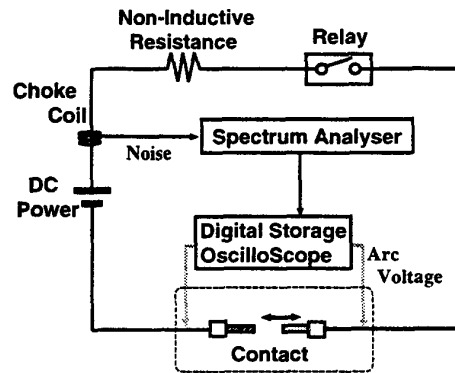 Non-Inductive
Resistance
Relay
Choke
Coil
Noise
Spectrum Analyser
DC
Power
Digital Storage
OscilloScope
Arc
Voltage
Contact